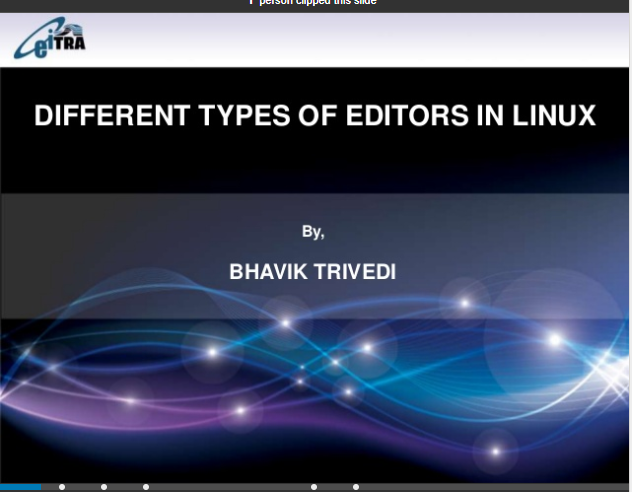 1 person clipped this slide
eiTRA
DIFFERENT TYPES OF EDITORS IN LINUX
By,
BHAVIK TRIVEDI